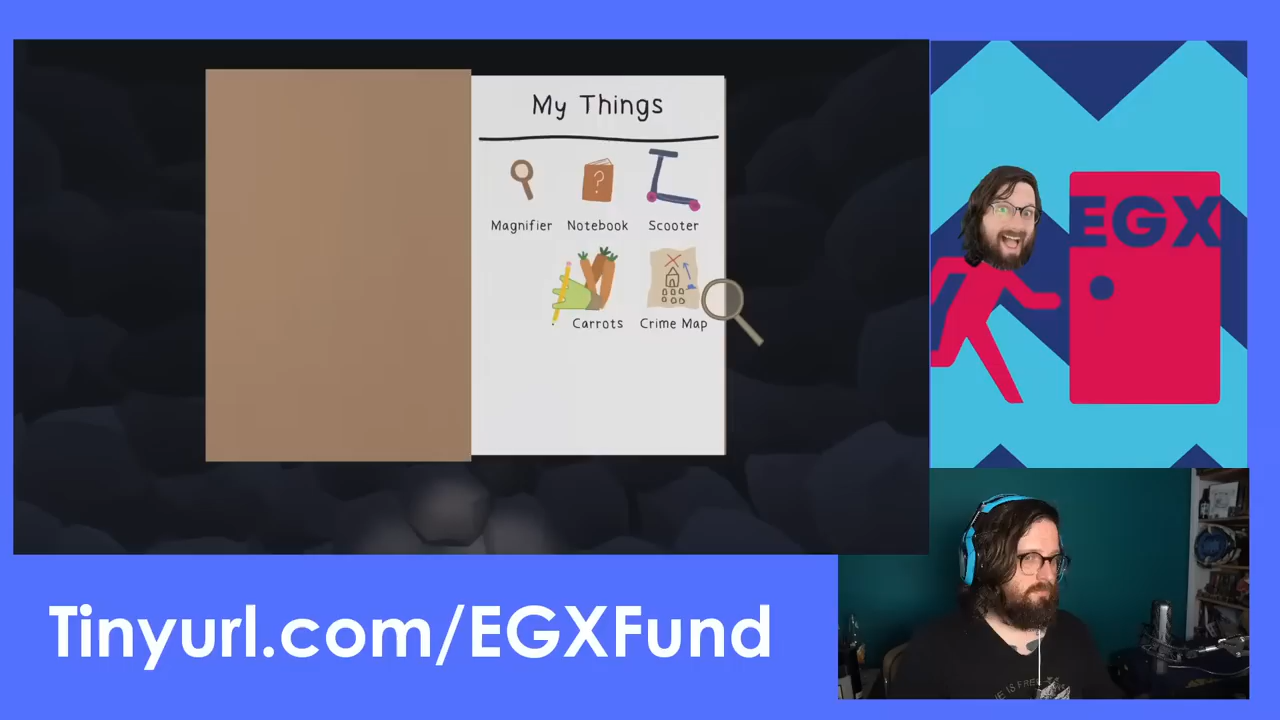 My Things
Magnifier Notebook Scooter
?
Carrots Crime Map
EGX
Tinyurl.com/EGXFund